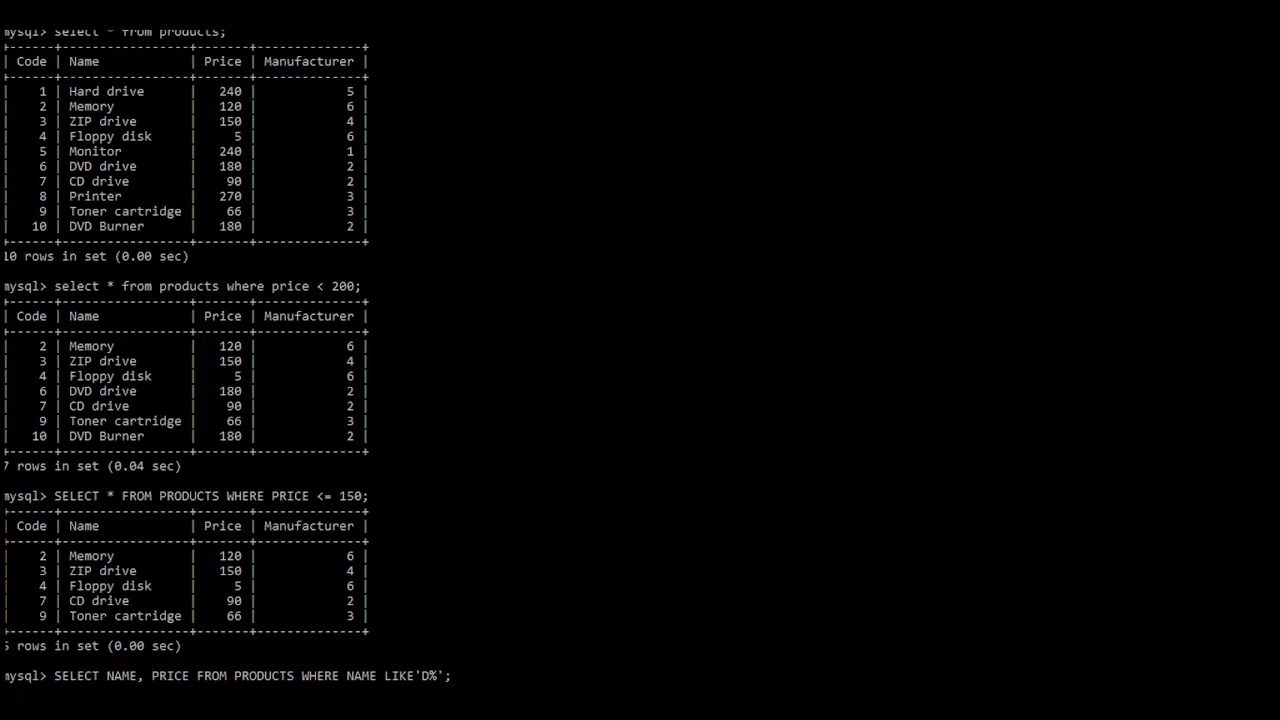 mysql> select * from products;
+------+-----------------+-------+--------------+
| Code | Name            | Price | Manufacturer |
+------+-----------------+-------+--------------+
|    1 | Hard drive      |   240 |            5 |
|    2 | Memory          |   120 |            6 |
|    3 | ZIP drive       |   150 |            4 |
|    4 | Floppy disk     |     5 |            6 |
|    5 | Monitor         |   240 |            1 |
|    6 | DVD drive       |   180 |            2 |
|    7 | CD drive        |    90 |            2 |
|    8 | Printer         |   270 |            3 |
|    9 | Toner cartridge |    66 |            3 |
|   10 | DVD Burner      |   180 |            2 |
+------+-----------------+-------+--------------+
10 rows in set (0.00 sec)
mysql> select * from products where price < 200;
+------+-----------------+-------+--------------+
| Code | Name            | Price | Manufacturer |
+------+-----------------+-------+--------------+
|    2 | Memory          |   120 |            6 |
|    3 | ZIP drive       |   150 |            4 |
|    4 | Floppy disk     |     5 |            6 |
|    6 | DVD drive       |   180 |            2 |
|    7 | CD drive        |    90 |            2 |
|    9 | Toner cartridge |    66 |            3 |
|   10 | DVD Burner      |   180 |            2 |
+------+-----------------+-------+--------------+
7 rows in set (0.04 sec)
mysql> SELECT * FROM PRODUCTS WHERE PRICE <= 150;
+------+-----------------+-------+--------------+
| Code | Name            | Price | Manufacturer |
+------+-----------------+-------+--------------+
|    2 | Memory          |   120 |            6 |
|    3 | ZIP drive       |   150 |            4 |
|    4 | Floppy disk     |     5 |            6 |
|    7 | CD drive        |    90 |            2 |
|    9 | Toner cartridge |    66 |            3 |
+------+-----------------+-------+--------------+
5 rows in set (0.00 sec)
mysql> SELECT NAME, PRICE FROM PRODUCTS WHERE NAME LIKE'D%';